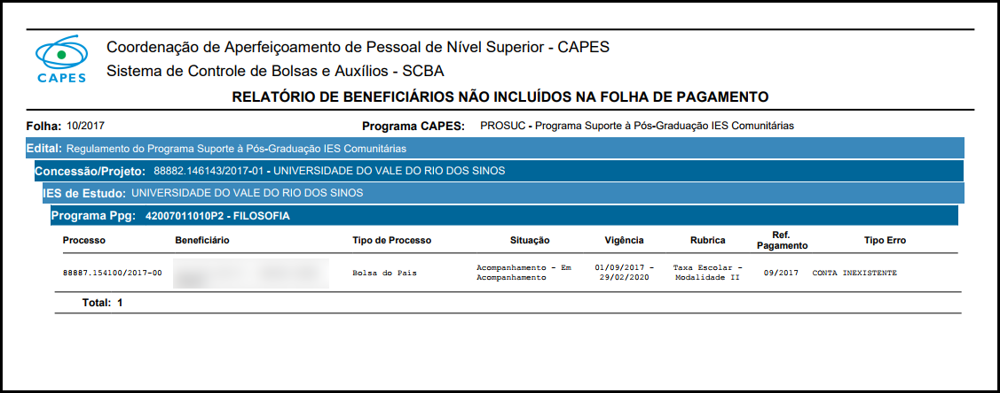 CAPES
Coordenação de Aperfeiçoamento de Pessoal de Nível Superior - CAPES
Sistema de Controle de Bolsas e Auxílios - SCBA
RELATÓRIO DE BENEFICIÁRIOS NÃO INCLUÍDOS NA FOLHA DE PAGAMENTO
Folha: 10/2017 Programa CAPES: PROSUC - Programa Suporte à Pós-Graduação IES Comunitárias
Edital: Regulamento do Programa Suporte à Pós-Graduação IES Comunitárias
Concessão/Projeto: 88882.146143/2017-01 - UNIVERSIDADE DO VALE DO RIO DOS SINOS
IES de Estudo: UNIVERSIDADE DO VALE DO RIO DOS SINOS
Programa Ppg: 42007011010P2 - FILOSOFIA
Processo Beneficiário Tipo de Processo Situação Vigência Rubrica Ref. Pagamento Tipo Erro
88887.154100/2017-00 Bolsa do País Acompanhamento - Em Acompanhamento 01/09/2017 - 29/02/2020 Taxa Escolar - Modalidade II 09/2017 CONTA INEXISTENTE
Total: 1